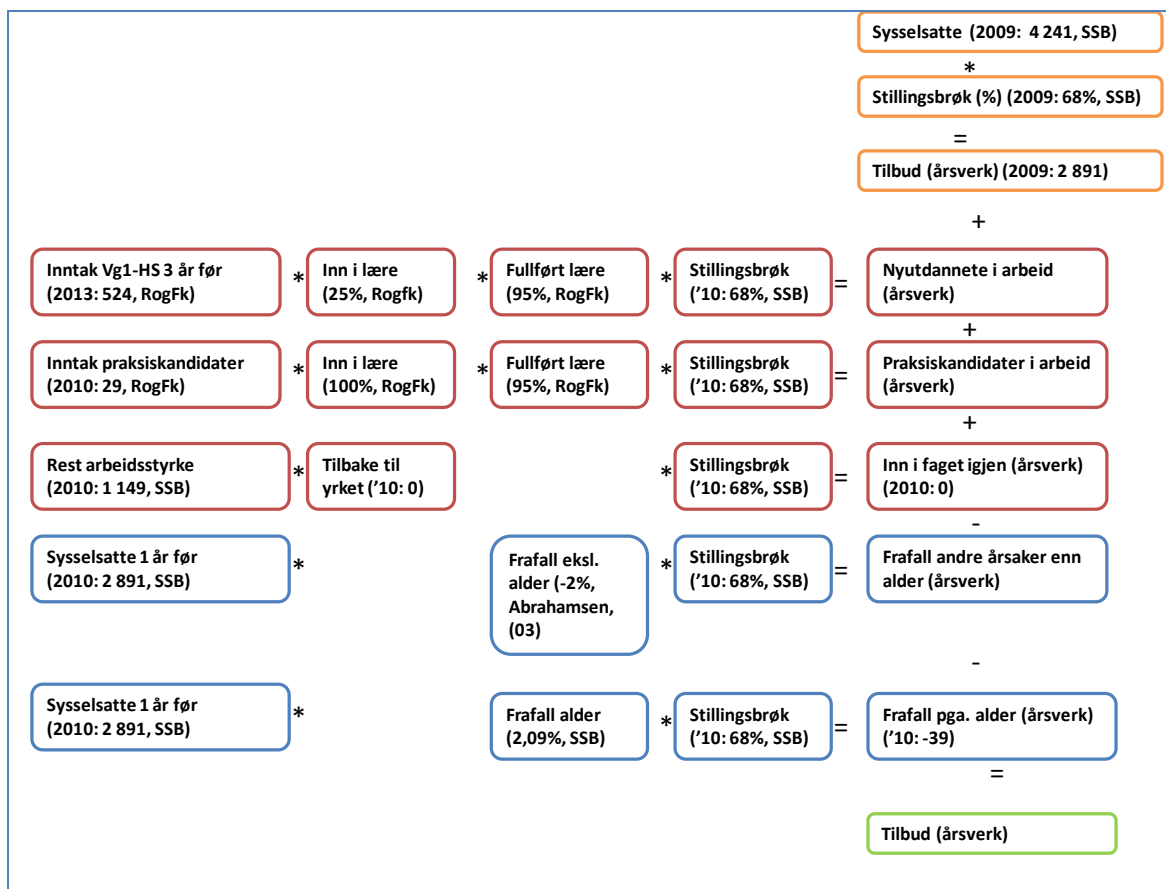 Sysselsatte (2009: 4 241, SSB)
*
Stillingsbrøk (%) (2009: 68%, SSB)
=
Tilbud (årsverk) (2009: 2 891)
+
Inntak Vg1-HS 3 år før
(2013: 524, RogFk)
*
Inn i lære
(25%, Rogfk)
*
Fullført lære
(95%, RogFk)
*
Stillingsbrøk
('10: 68%, SSB)
=
Nyutdannete i arbeid
(årsverk)
+
Inntak praksiskandidater
(2010: 29, RogFk)
*
Inn i lære
(100%, RogFk)
*
Fullført lære
(95%, RogFk)
*
Stillingsbrøk
('10: 68%, SSB)
=
Praksiskandidater i arbeid
(årsverk)
+
Rest arbeidsstyrke
(2010: 1 149, SSB)
*
Tilbake til
yrket ('10: 0)
*
Stillingsbrøk
('10: 68%, SSB)
=
Inn i faget igjen (årsverk)
(2010: 0)
-
Sysselsatte 1 år før
(2010: 2 891, SSB)
*
Frafall eksl.
alder (-2%,
Abrahamsen,
(03)
*
Stillingsbrøk
('10: 68%, SSB)
=
Frafall andre årsaker enn
alder (årsverk)
-
Sysselsatte 1 år før
(2010: 2 891, SSB)
*
Frafall alder
(2,09%, SSB)
*
Stillingsbrøk
('10: 68%, SSB)
=
Frafall pga. alder (årsverk)
('10: -39)
=
Tilbud (årsverk)